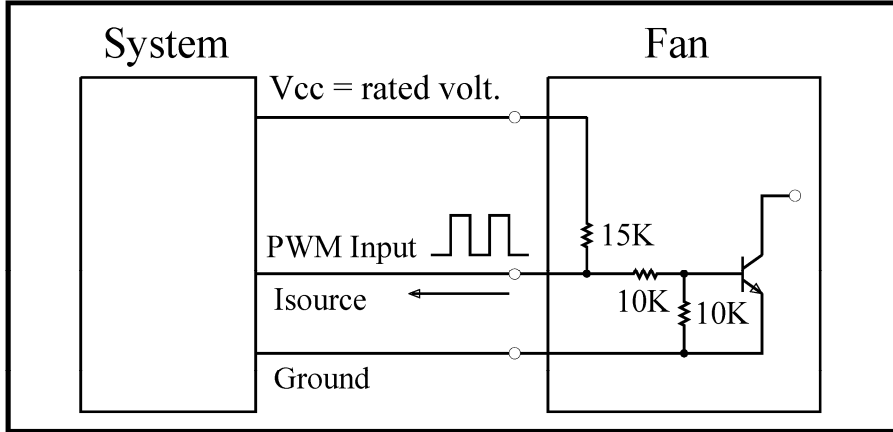 System
Fan
Vcc = rated volt.
15K
PWM Input
Isource
10K
10K
Ground